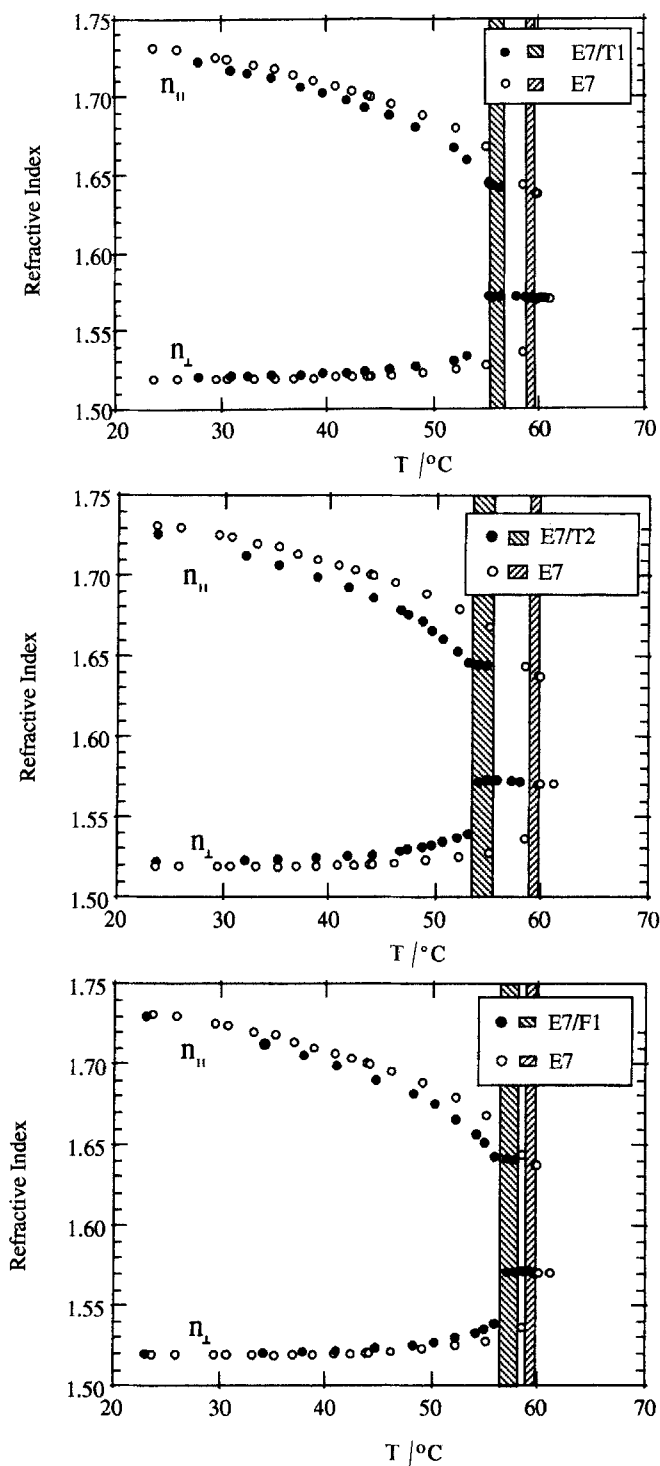 1.75
1.70
1.65
1.60
1.55
1.50
Refractive Index
n॥
n⊥
E7/T1
E7
20 30 40 50 60 70
T /°C
1.75
1.70
1.65
1.60
1.55
1.50
Refractive Index
n॥
n⊥
E7/T2
E7
20 30 40 50 60 70
T /°C
1.75
1.70
1.65
1.60
1.55
1.50
Refractive Index
n॥
n⊥
E7/F1
E7
20 30 40 50 60 70
T /°C